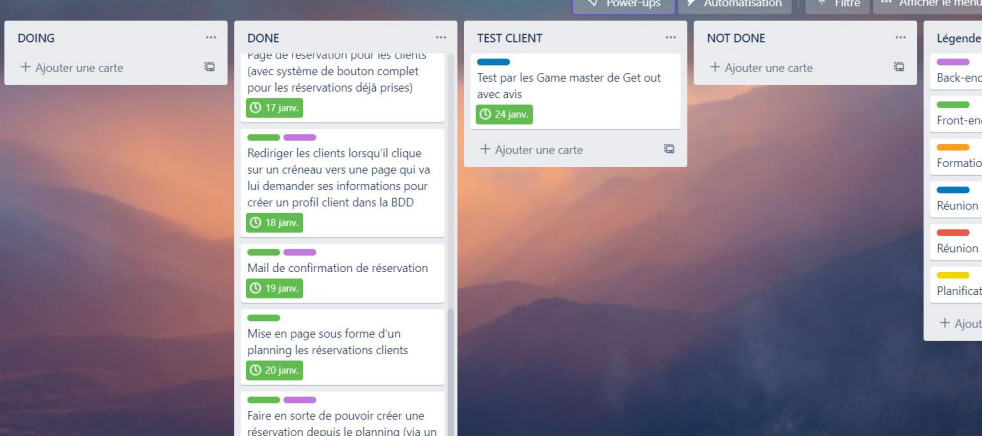 Power-ups
Automatisation
Filtre
Afficher le menu
DOING
Ajouter une carte
DONE
Page de réservation pour les clients
(avec système de bouton complet
pour les réservations déjà prises)
17 janv.
Rediriger les clients lorsqu'il clique
sur un créneau vers une page qui va
lui demander ses informations pour
créer un profil client dans la BDD
18 janv.
Mail de confirmation de réservation
19 janv.
Mise en page sous forme d'un
planning les réservations clients
20 janv.
Faire en sorte de pouvoir créer une
réservation depuis le planning (via un
TEST CLIENT
Test par les Game master de Get out
avec avis
24 janv.
Ajouter une carte
NOT DONE
Ajouter une carte
Légende
Back-end
Front-end
Formatio
Réunion
Réunion
Planificat
Ajout